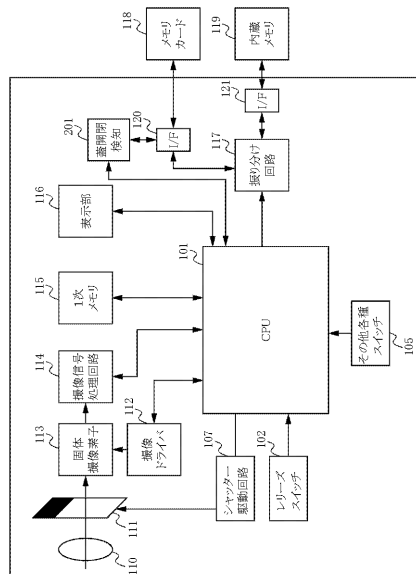 118
メモリ
カード
119
内蔵
メモリ
120
I/F
121
I/F
201
蓋開閉
検知
117
振り分け
回路
116
表示部
115
1次
メモリ
114
撮像信号
処理回路
113
固体
撮像素子
112
撮像
ドライバ
111
110
101
CPU
107
シャッター
駆動回路
102
レリーズ
スイッチ
その他各種
スイッチ
105